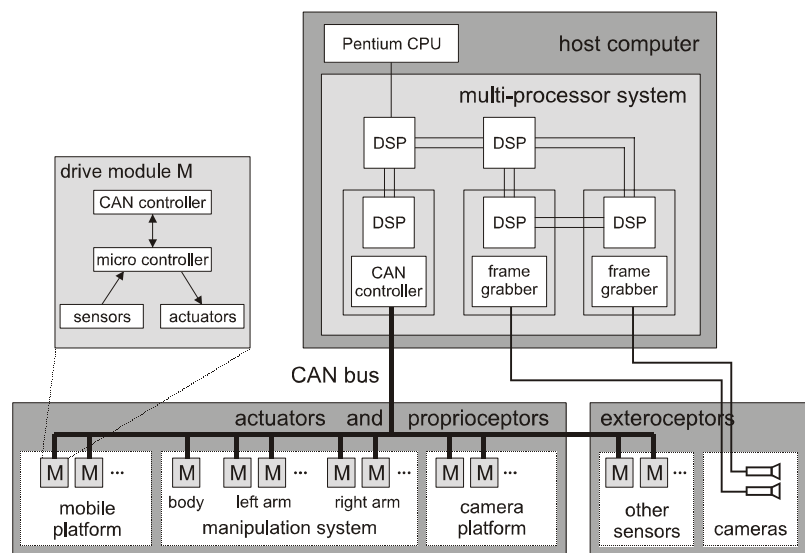 Pentium CPU
host computer
multi-processor system
DSP
DSP
DSP
DSP
DSP
CAN
controller
frame
grabber
frame
grabber
drive module M
CAN controller
micro controller
sensors
actuators
CAN bus
actuators and proprioceptors
exteroceptors
M M ...
mobile
platform
M
body
M M
left arm
M M ...
right arm
manipulation system
M M ...
camera
platform
M M ...
other
sensors
cameras